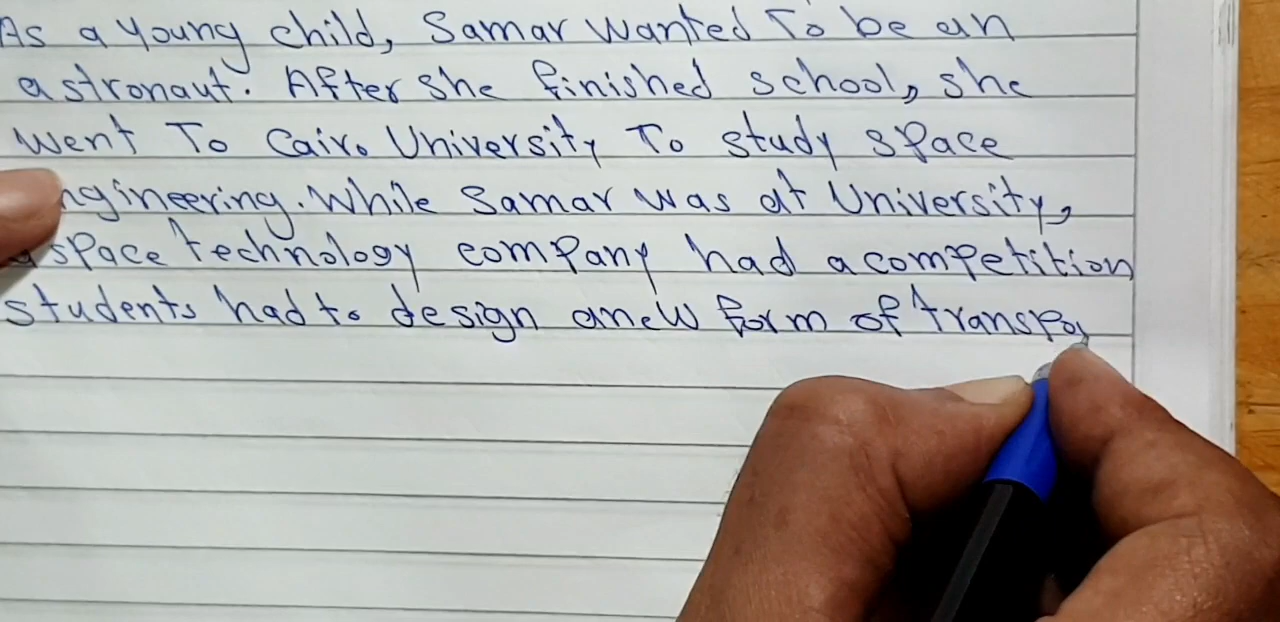 As a young child, Samar Wanted To be an
astronaut. After she finished school, she
Went To Cairo University To study space
ngineering. While Samar was at University,
a space technology company had a competition
students had to design a new form of transpo